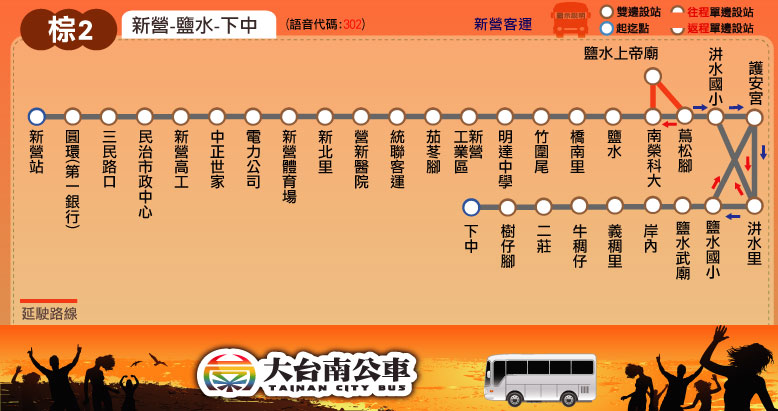 棕2
新營-鹽水-下中
(語音代碼:302)
新營客運
雙邊設站
往程單邊設站
起迄點
返程單邊設站
鹽水上帝廟
洪水國小
護安宮
新營站
圓環(第一銀行)
三民路口
民治市政中心
新營高工
中正世家
電力公司
新營體育場
新北里
營新醫院
統聯客運
茄苳腳
新營工業區
明達中學
竹圍尾
橋南里
鹽水
南榮科大
蔦松腳
下中
樹仔腳
二莊
牛稠仔
義稠里
岸內
鹽水武廟
鹽水國小
洪水里
延駛路線
大台南公車
TAINAN CITY BUS